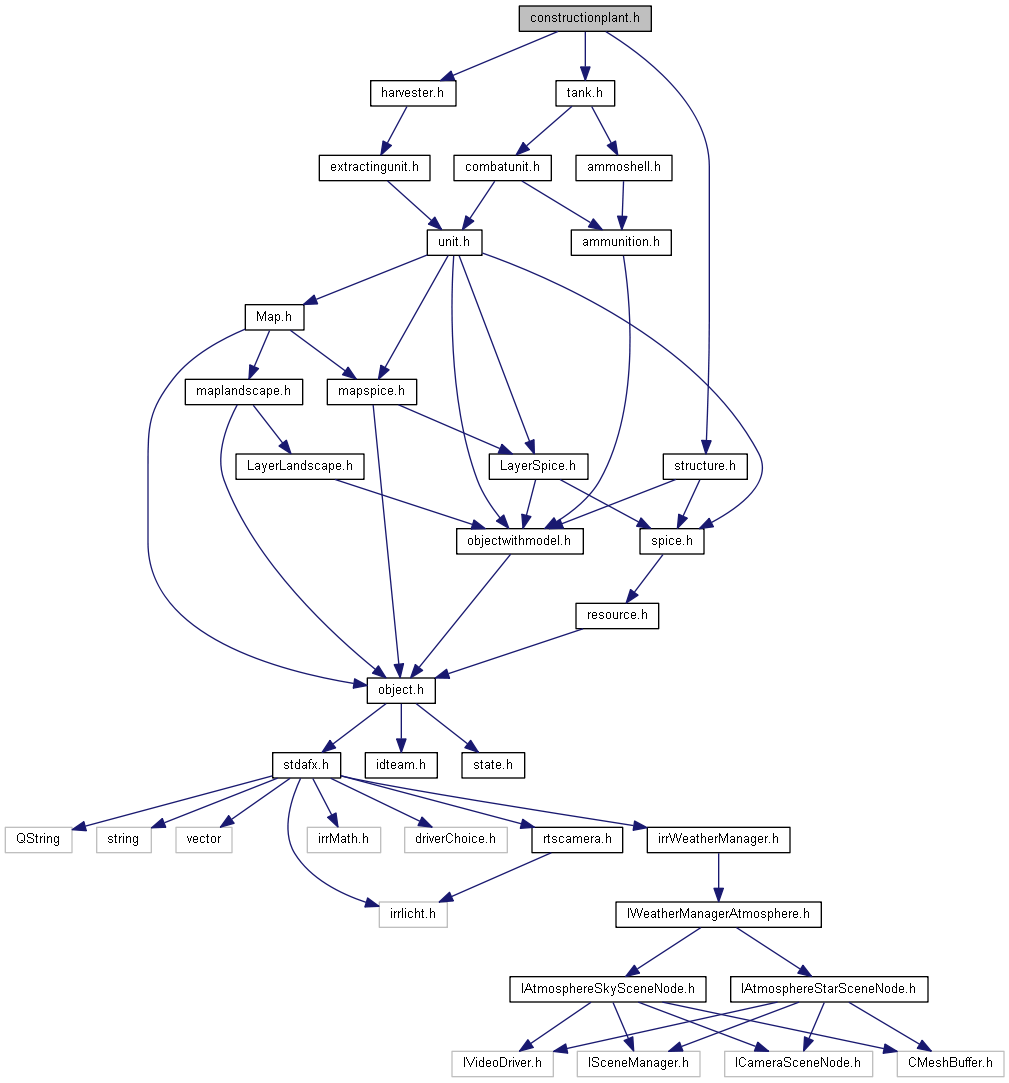 constructionplant.h
harvester.h
tank.h
extractingunit.h
combatunit.h
ammoshell.h
unit.h
ammunition.h
Map.h
maplandscape.h
mapspice.h
LayerLandscape.h
LayerSpice.h
structure.h
objectwithmodel.h
spice.h
resource.h
object.h
stdafx.h
idteam.h
state.h
QString
string
vector
irrMath.h
driverChoice.h
rtscamera.h
irrWeatherManager.h
irrlicht.h
IWeatherManagerAtmosphere.h
IAtmosphereSkySceneNode.h
IAtmosphereStarSceneNode.h
IVideoDriver.h
ISceneManager.h
ICameraSceneNode.h
CMeshBuffer.h